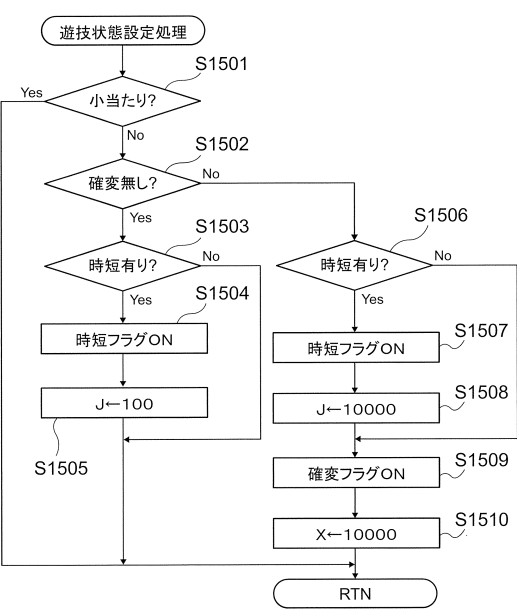 遊技状態設定処理
S1501
Yes
小当たり?
No
S1502
確変無し?
No
Yes
S1503
時短有り?
No
Yes
S1504
時短フラグON
J←100
S1505
S1506
時短有り?
No
Yes
S1507
時短フラグON
S1508
J←10000
S1509
確変フラグON
S1510
X←10000
RTN